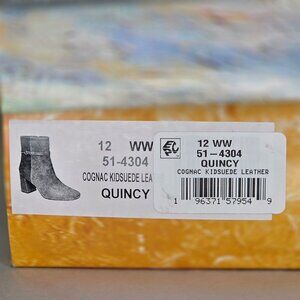 12 WW
51-4304
COGNAC KIDSUEDE LEA
QUINCY
12 WW
51-4304
QUINCY
COGNAC KIDSUEDE LEATHER
1 96371 57954 9